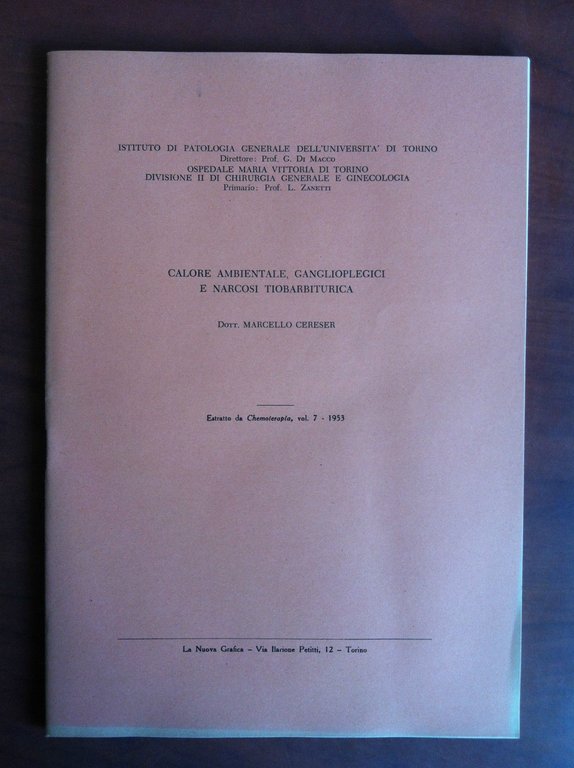 ISTITUTO DI PATOLOGIA GENERALE DELL'UNIVERSITA' DI TORINO
Direttore: Prof. G. Di Macco
OSPEDALE MARIA VITTORIA DI TORINO
DIVISIONE II DI CHIRURGIA GENERALE E GINECOLOGIA
Primario: Prof. L. Zanetti
CALORE AMBIENTALE, GANGLIOPLEGICI
E NARCOSI TIOBARBITURICA
Dott. MARCELLO CERESER
Estratto da Chemoterapia, vol. 7 - 1953
La Nuova Grafica - Via Ilarione Petitti, 12 - Torino